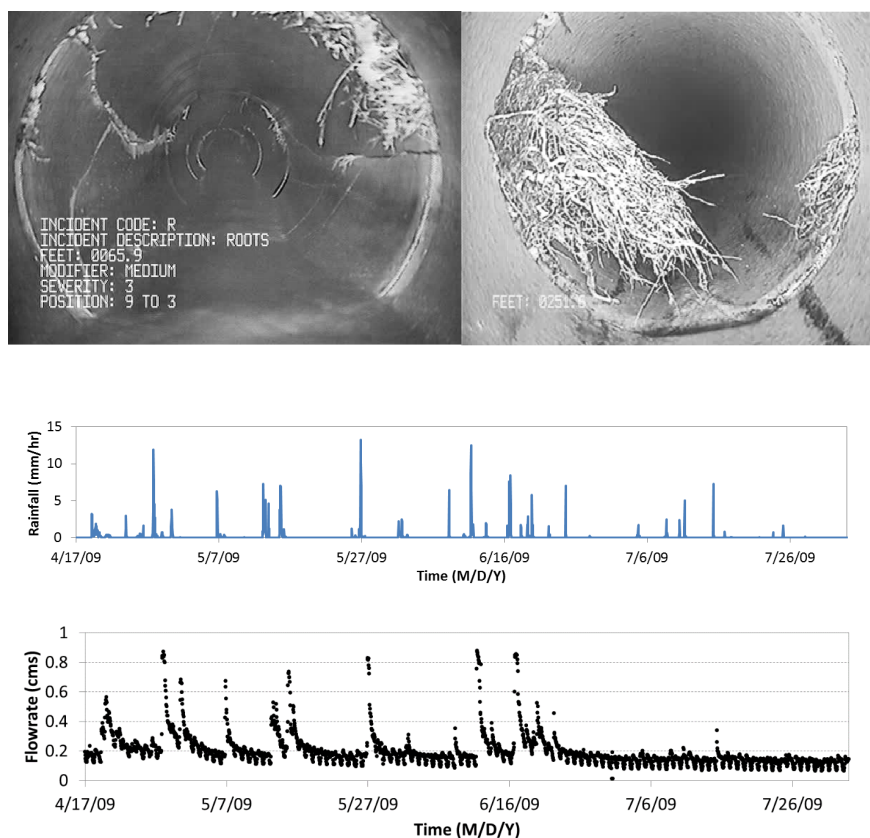 INCIDENT CODE: R
INCIDENT DESCRIPTION: ROOTS
FEET: 0065.9
MODIFIER: MEDIUM
SEVERITY: 3
POSITION: 9 TO 3
FEET: 0251.6
Rainfall (mm/hr)
15
10
5
0
4/17/09 5/7/09 5/27/09 6/16/09 7/6/09 7/26/09
Time (M/D/Y)
Flowrate (cms)
1
0.8
0.6
0.4
0.2
0
4/17/09 5/7/09 5/27/09 6/16/09 7/6/09 7/26/09
Time (M/D/Y)